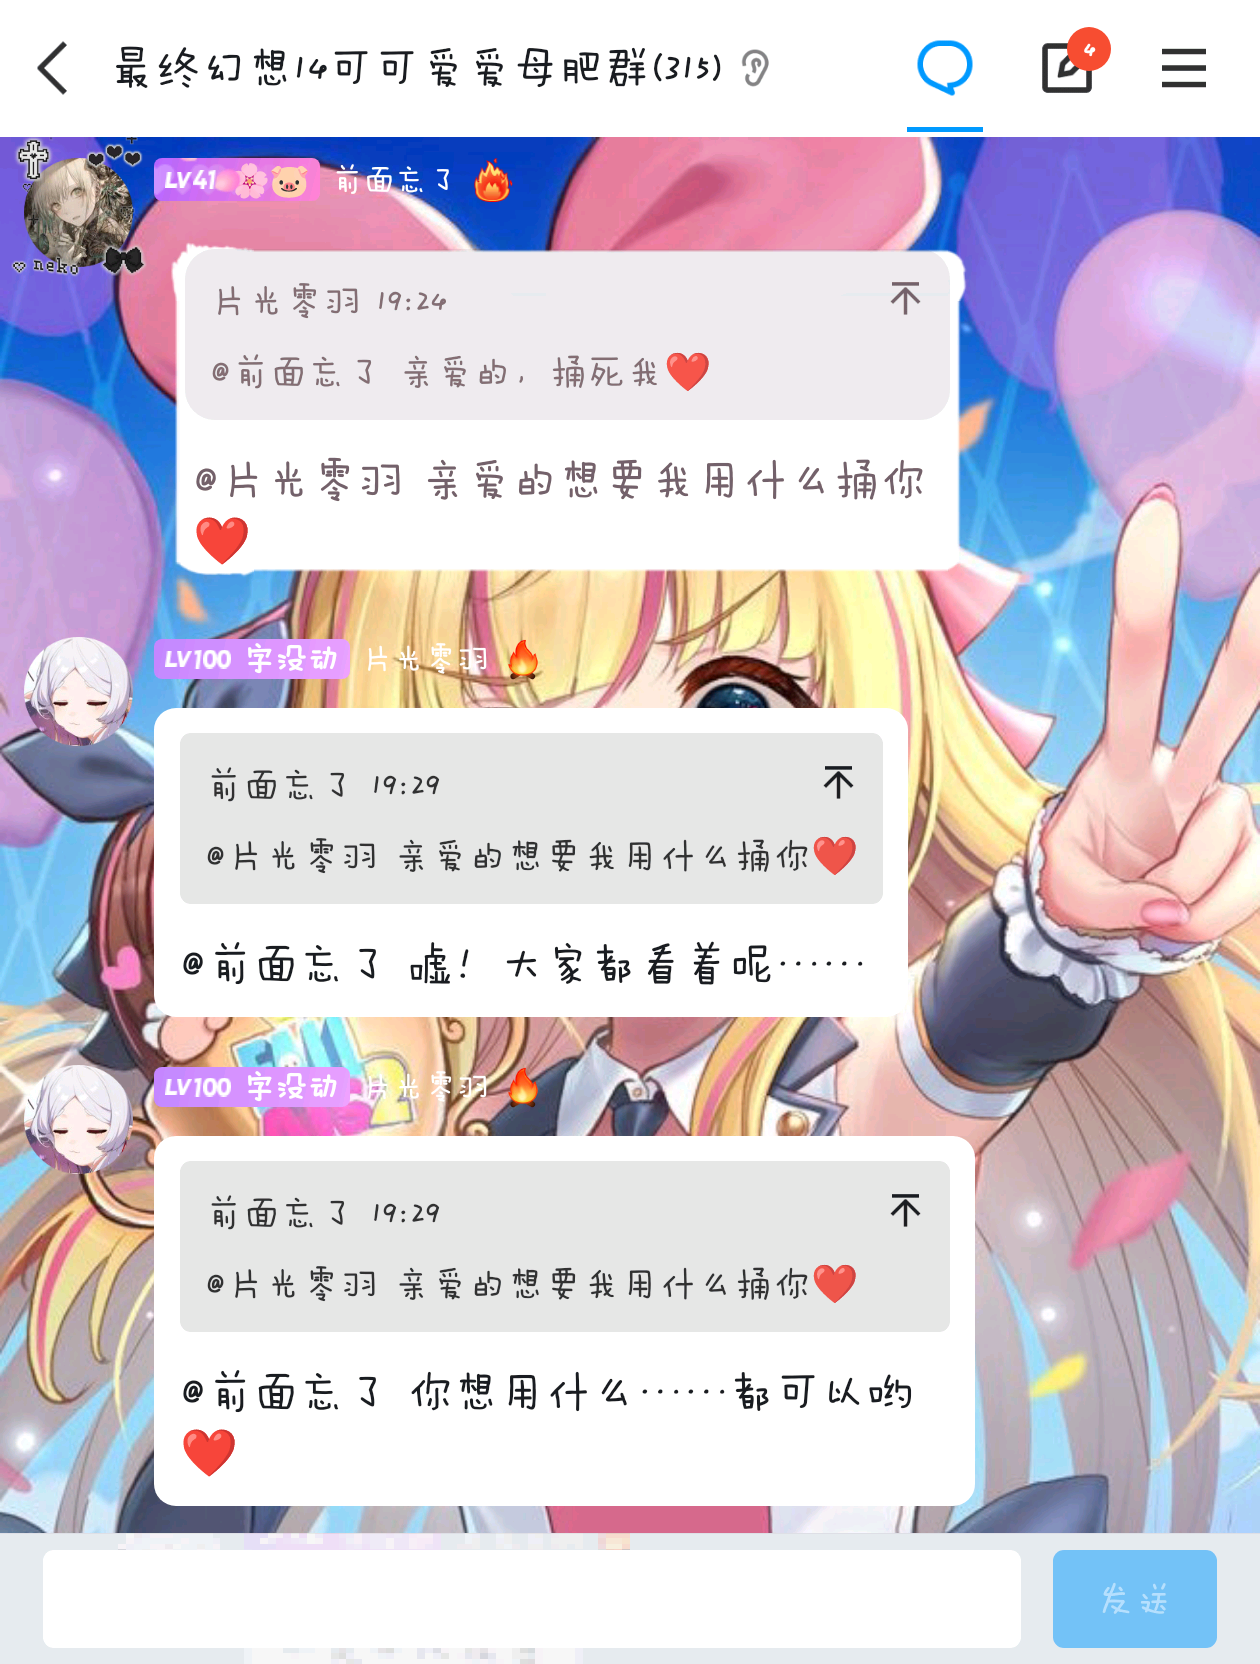 最终幻想14可可爱爱母肥群(315)
4
neko
LV41🌸🐷 前面忘了🔥
片光零羽 19:24
@前面忘了 亲爱的，捅死我❤️
@片光零羽 亲爱的想要我用什么捅你
❤️
LV100 字没动 片光零羽🔥
前面忘了 19:29
@片光零羽 亲爱的想要我用什么捅你❤️
@前面忘了 嘘！大家都看着呢……
LV100 字没动 片光零羽🔥
前面忘了 19:29
@片光零羽 亲爱的想要我用什么捅你❤️
@前面忘了 你想用什么……都可以哟
❤️
发送